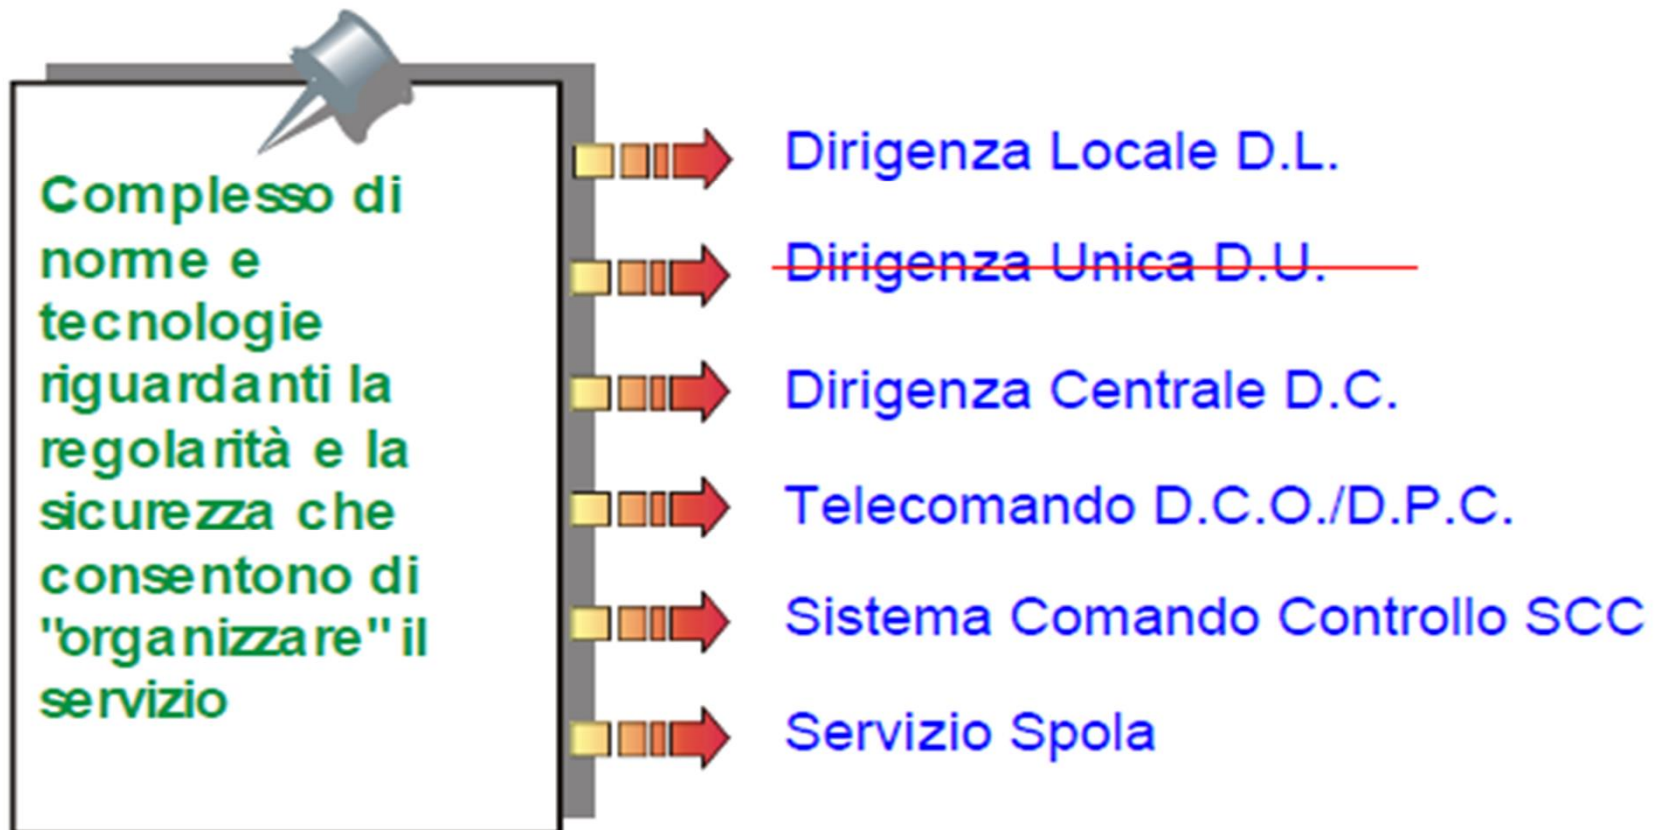 Complesso di
norme e
tecnologie
riguardanti la
regolarità e la
sicurezza che
consentono di
"organizzare" il
servizio
Dirigenza Locale D.L.
Dirigenza Unica D.U.
Dirigenza Centrale D.C.
Telecomando D.C.O./D.P.C.
Sistema Comando Controllo SCC
Servizio Spola